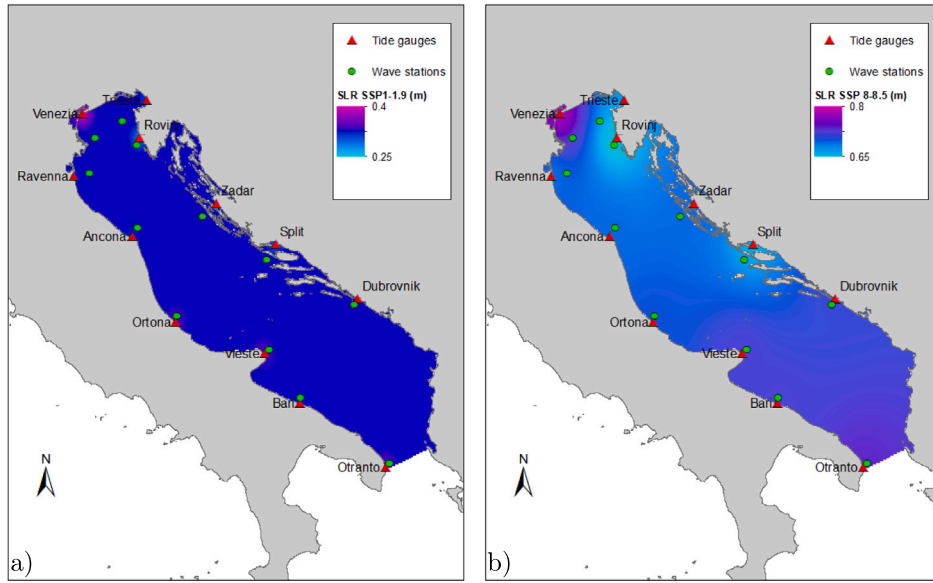 Tide gauges
Wave stations
SLR SSP1-1.9 (m)
0.4
0.25
Trieste
Venezia
Rovinj
Ravenna
Zadar
Ancona
Split
Dubrovnik
Ortona
Vieste
Bari
Otranto
N
a)
Tide gauges
Wave stations
SLR SSP 8-8.5 (m)
0.8
0.65
Trieste
Venezia
Rovinj
Ravenna
Zadar
Ancona
Split
Dubrovnik
Ortona
Vieste
Bari
Otranto
N
b)